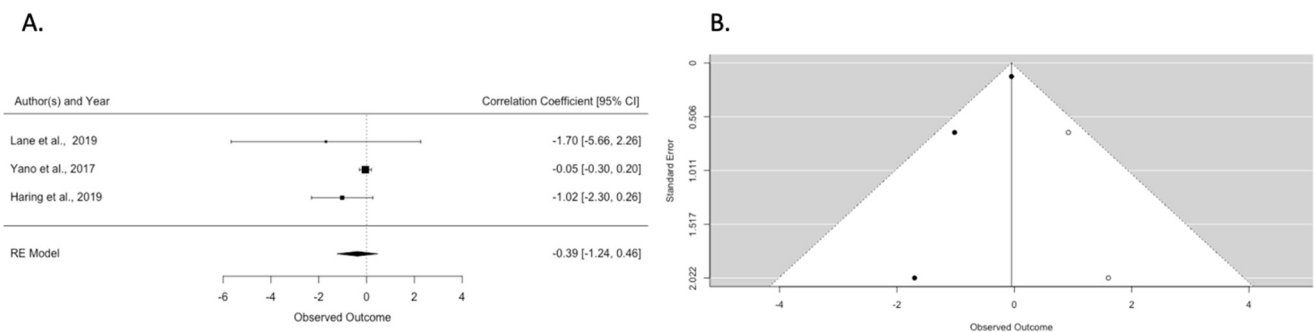 A.
Author(s) and Year Correlation Coefficient [95% CI]
Lane et al., 2019 -1.70 [-5.66, 2.26]
Yano et al., 2017 -0.05 [-0.30, 0.20]
Haring et al., 2019 -1.02 [-2.30, 0.26]
RE Model -0.39 [-1.24, 0.46]
-6 -4 -2 0 2 4
Observed Outcome
B.
Standard Error
0
0.506
1.011
1.517
2.022
-4 -2 0 2 4
Observed Outcome